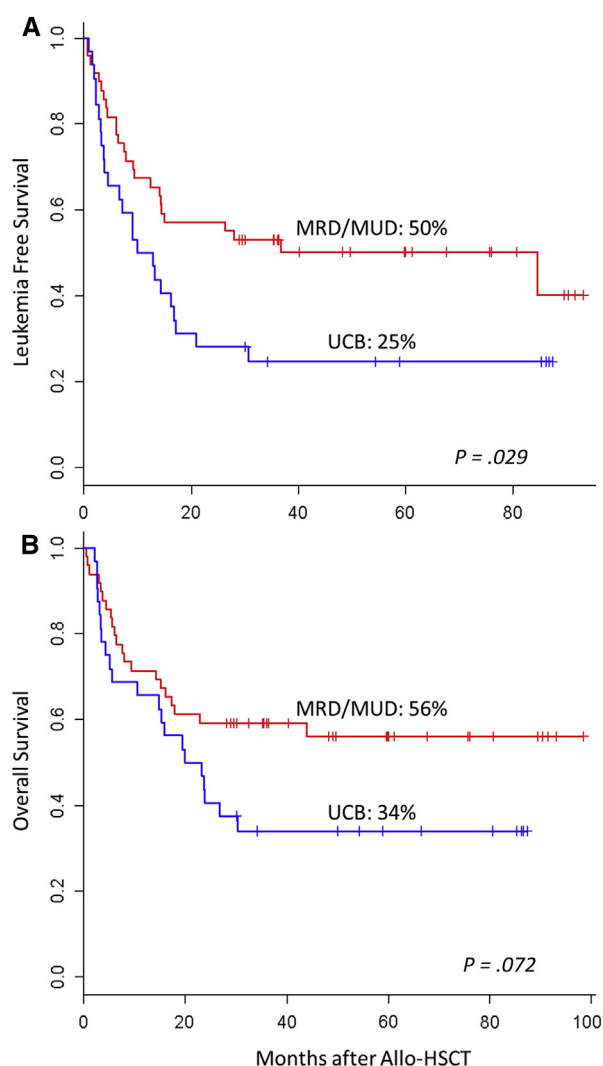 A
1.0
0.8
0.6
0.4
0.2
0.0
Leukemia Free Survival
MRD/MUD: 50%
UCB: 25%
P = .029
0 20 40 60 80
B
1.0
0.8
0.6
0.4
0.2
0.0
Overall Survival
MRD/MUD: 56%
UCB: 34%
P = .072
0 20 40 60 80 100
Months after Allo-HSCT